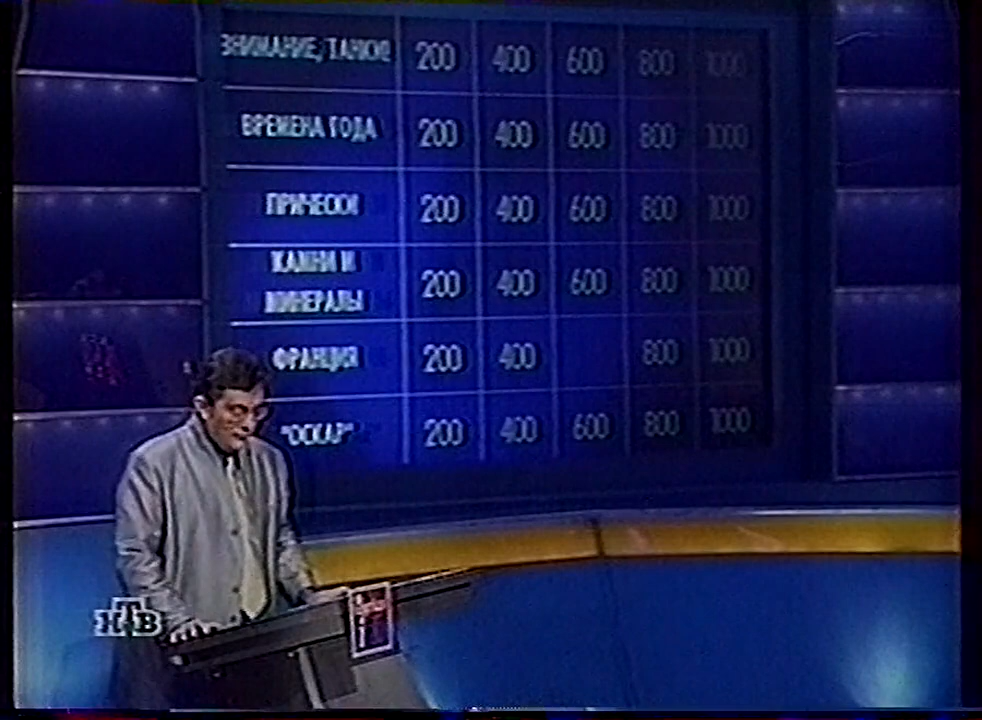 ВНИМАНИЕ, ТАНКИ! 200 400 600 800 1000
ВРЕМЕНА ГОДА 200 400 600 800 1000
ПРИЧЕСКИ 200 400 600 800 1000
КАМНИ И
МИНЕРАЛЫ 200 400 600 800 1000
ФРАНЦИЯ 200 400 800 1000
"ОСКАР" 200 400 600 800 1000
НТВ